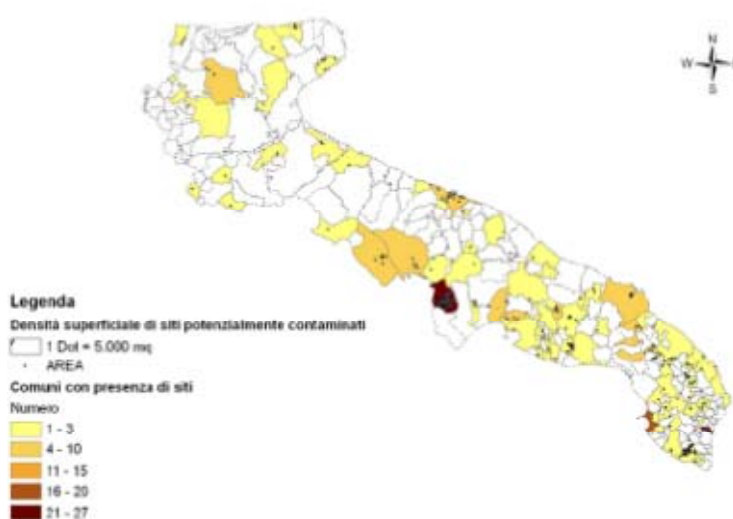 N
W
S
Legenda
Densità superficiale di siti potenzialmente contaminati
1 Dot = 5.000 mq
AREA
Comuni con presenza di siti
Numero
1 - 3
4 - 10
11 - 15
16 - 20
21 - 27